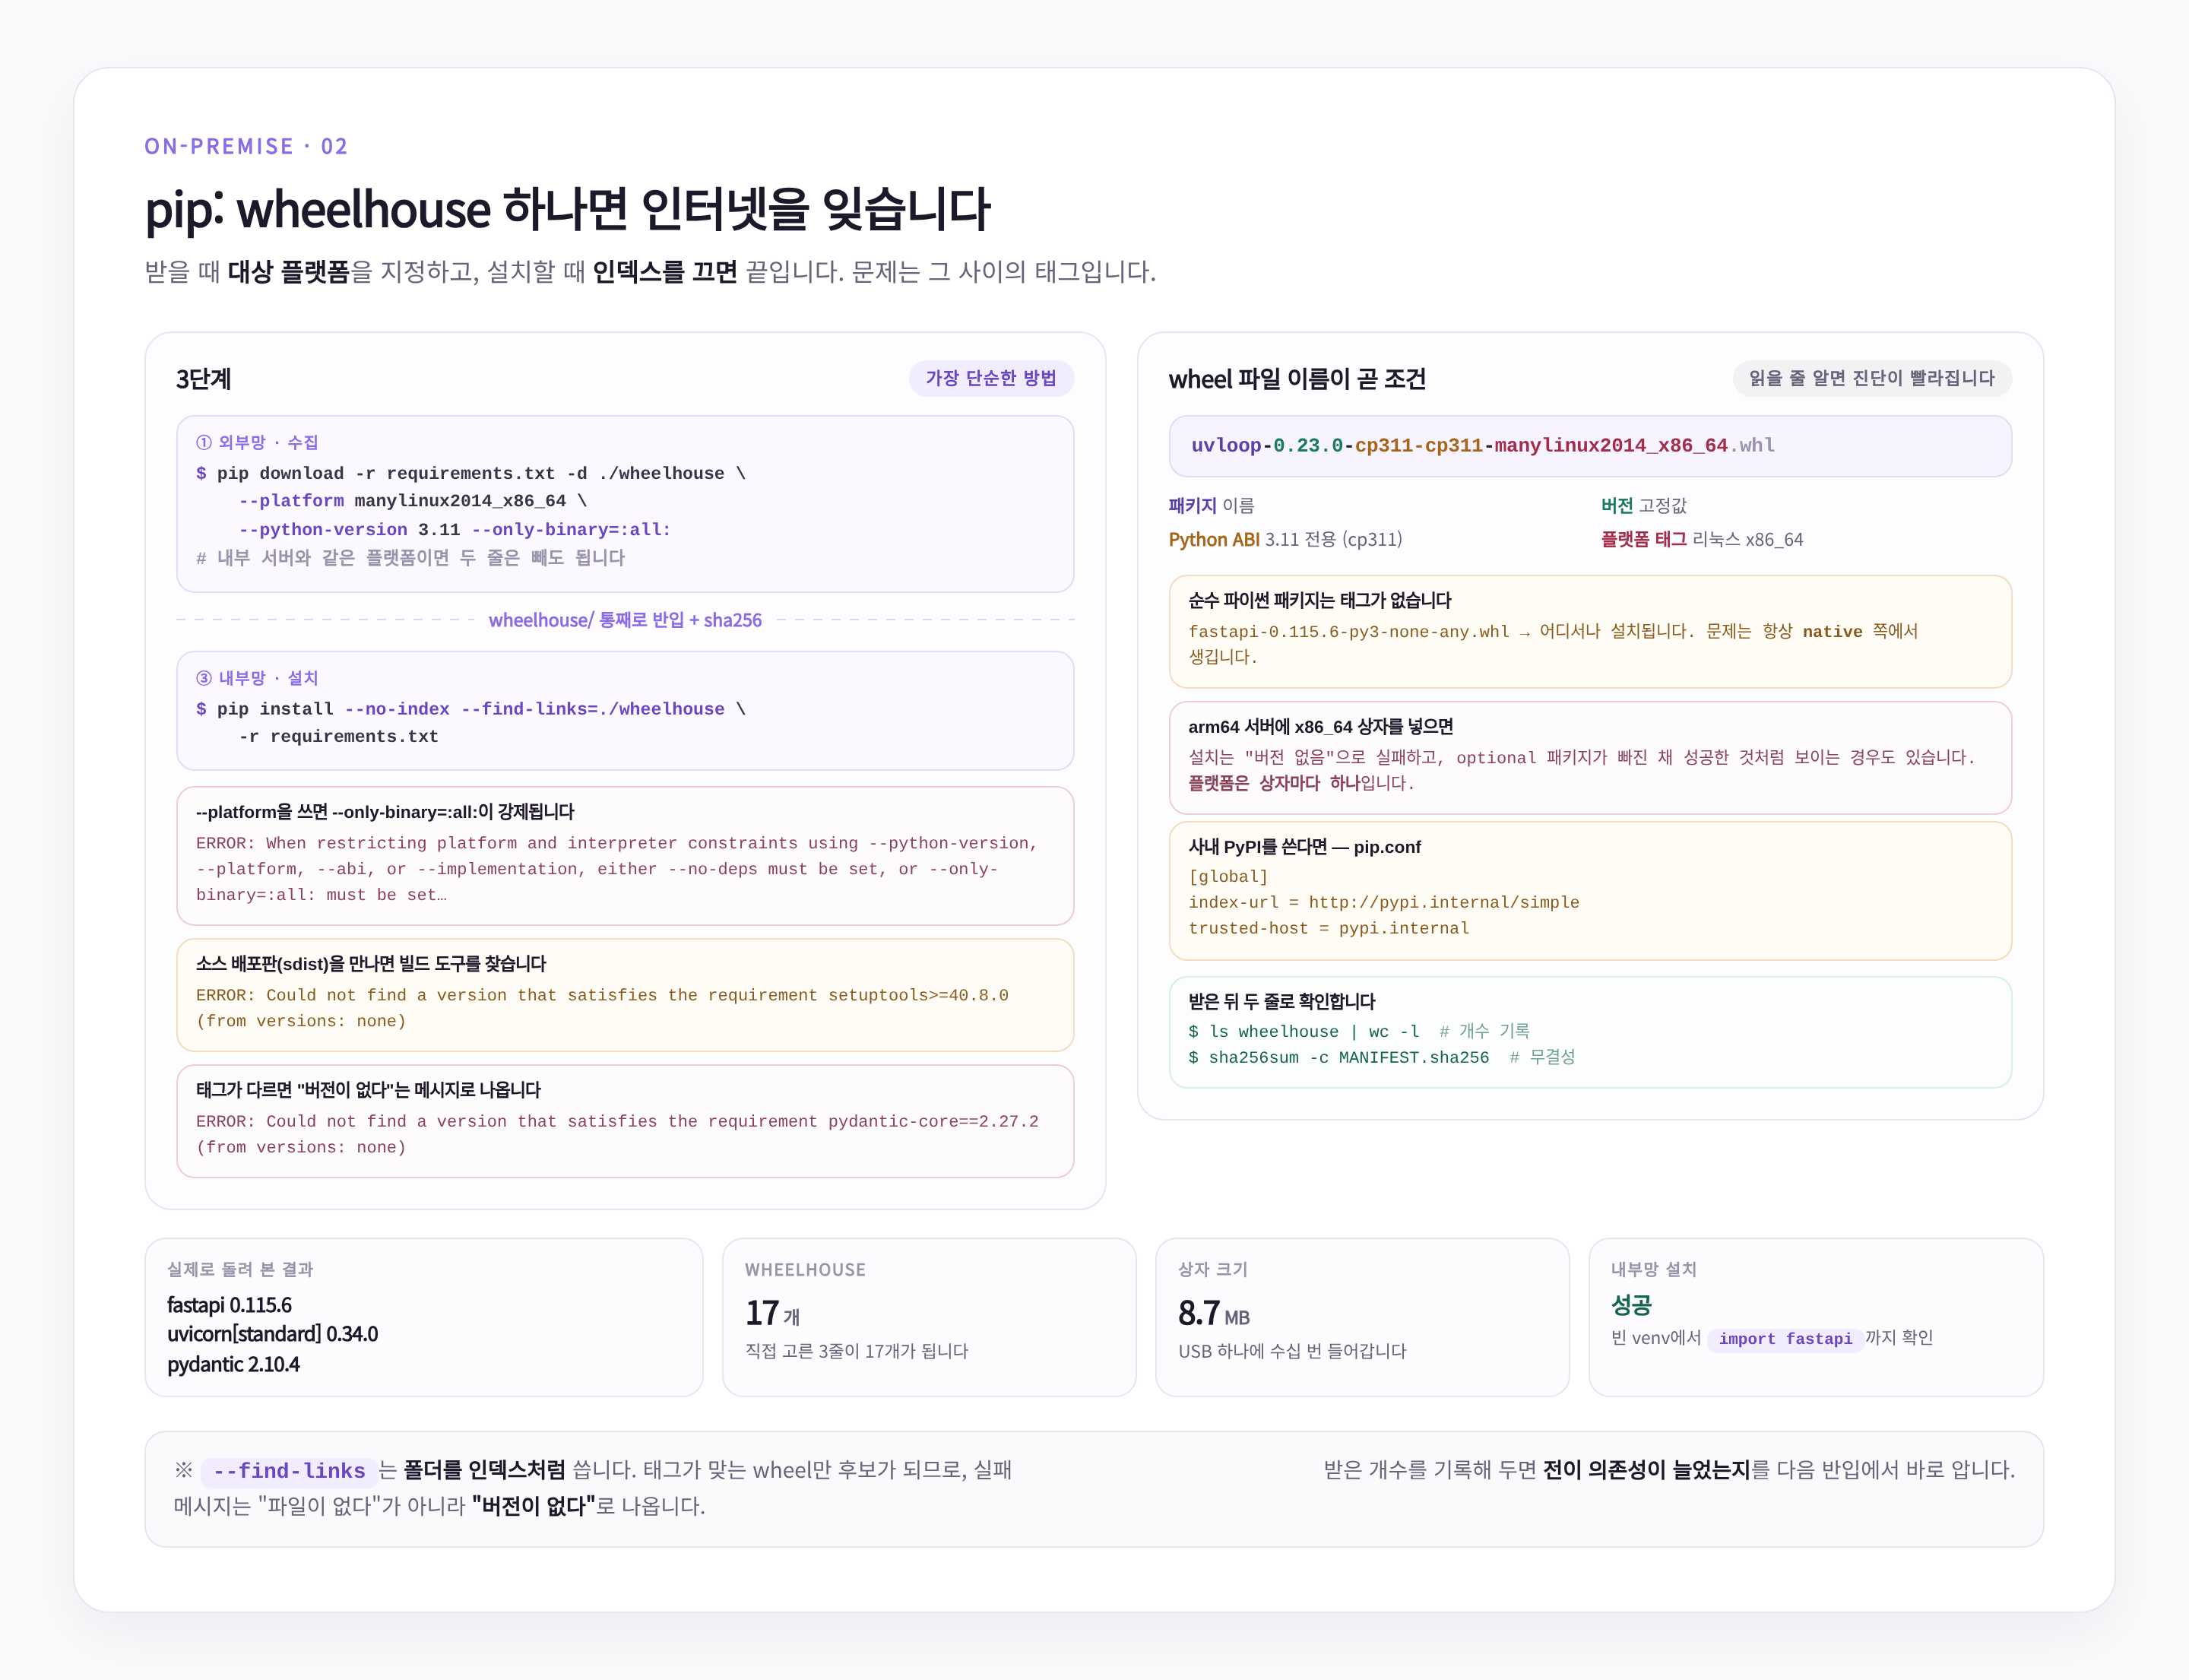 ON-PREMISE · 02
pip: wheelhouse 하나면 인터넷을 잊습니다
받을 때 대상 플랫폼을 지정하고, 설치할 때 인덱스를 끄면 끝입니다. 문제는 그 사이의 태그입니다.
3단계
가장 단순한 방법
① 외부망 · 수집
$ pip download -r requirements.txt -d ./wheelhouse \
--platform manylinux2014_x86_64 \
--python-version 3.11 --only-binary=:all:
# 내부 서버와 같은 플랫폼이면 두 줄은 빼도 됩니다
wheelhouse/ 통째로 반입 + sha256
③ 내부망 · 설치
$ pip install --no-index --find-links=./wheelhouse \
-r requirements.txt
--platform을 쓰면 --only-binary=:all:이 강제됩니다
ERROR: When restricting platform and interpreter constraints using --python-version,
--platform, --abi, or --implementation, either --no-deps must be set, or --only-
binary=:all: must be set…
소스 배포판(sdist)을 만나면 빌드 도구를 찾습니다
ERROR: Could not find a version that satisfies the requirement setuptools>=40.8.0
(from versions: none)
태그가 다르면 "버전이 없다"는 메시지로 나옵니다
ERROR: Could not find a version that satisfies the requirement pydantic-core==2.27.2
(from versions: none)
wheel 파일 이름이 곧 조건
읽을 줄 알면 진단이 빨라집니다
uvloop-0.23.0-cp311-cp311-manylinux2014_x86_64.whl
패키지 이름
버전 고정값
Python ABI 3.11 전용 (cp311)
플랫폼 태그 리눅스 x86_64
순수 파이썬 패키지는 태그가 없습니다
fastapi-0.115.6-py3-none-any.whl → 어디서나 설치됩니다. 문제는 항상 native 쪽에서
생깁니다.
arm64 서버에 x86_64 상자를 넣으면
설치는 "버전 없음"으로 실패하고, optional 패키지가 빠진 채 성공한 것처럼 보이는 경우도 있습니다.
플랫폼은 상자마다 하나입니다.
사내 PyPI를 쓴다면 — pip.conf
[global]
index-url = http://pypi.internal/simple
trusted-host = pypi.internal
받은 뒤 두 줄로 확인합니다
$ ls wheelhouse | wc -l # 개수 기록
$ sha256sum -c MANIFEST.sha256 # 무결성
실제로 돌려 본 결과
fastapi 0.115.6
uvicorn[standard] 0.34.0
pydantic 2.10.4
WHEELHOUSE
17 개
직접 고른 3줄이 17개가 됩니다
상자 크기
8.7 MB
USB 하나에 수십 번 들어갑니다
내부망 설치
성공
빈 venv에서 import fastapi까지 확인
※ --find-links는 폴더를 인덱스처럼 씁니다. 태그가 맞는 wheel만 후보가 되므로, 실패
메시지는 "파일이 없다"가 아니라 "버전이 없다"로 나옵니다.
받은 개수를 기록해 두면 전이 의존성이 늘었는지를 다음 반입에서 바로 압니다.